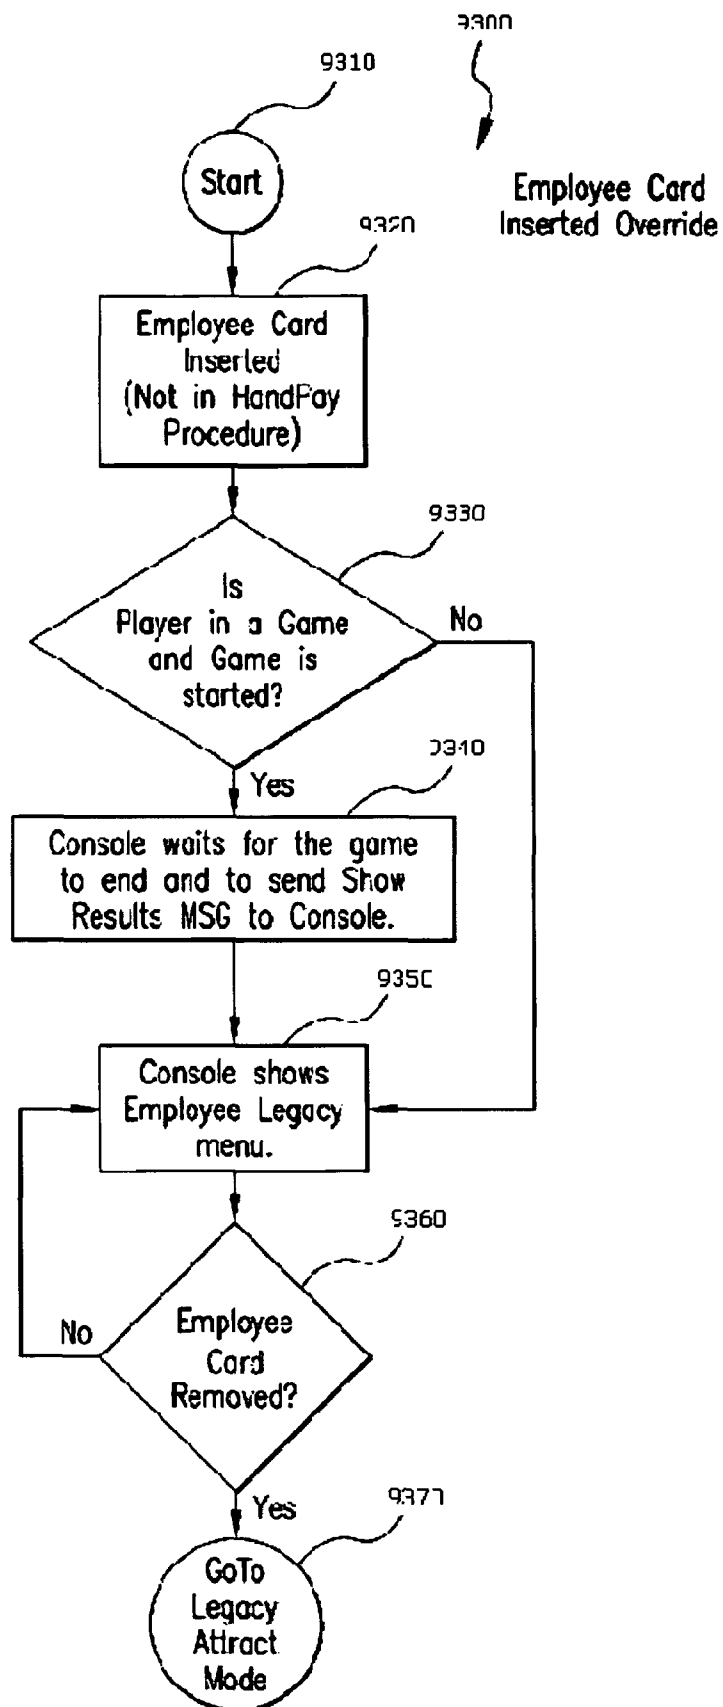 9300
9310
Start
Employee Card
Inserted Override
9320
Employee Card
Inserted
(Not in HandPay
Procedure)
9330
Is
Player in a Game
and Game is
started?
No
Yes
9340
Console waits for the game
to end and to send Show
Results MSG to Console.
9350
Console shows
Employee Legacy
menu.
9360
Employee
Card
Removed?
No
Yes
GoTo
Legacy
Attract
Mode